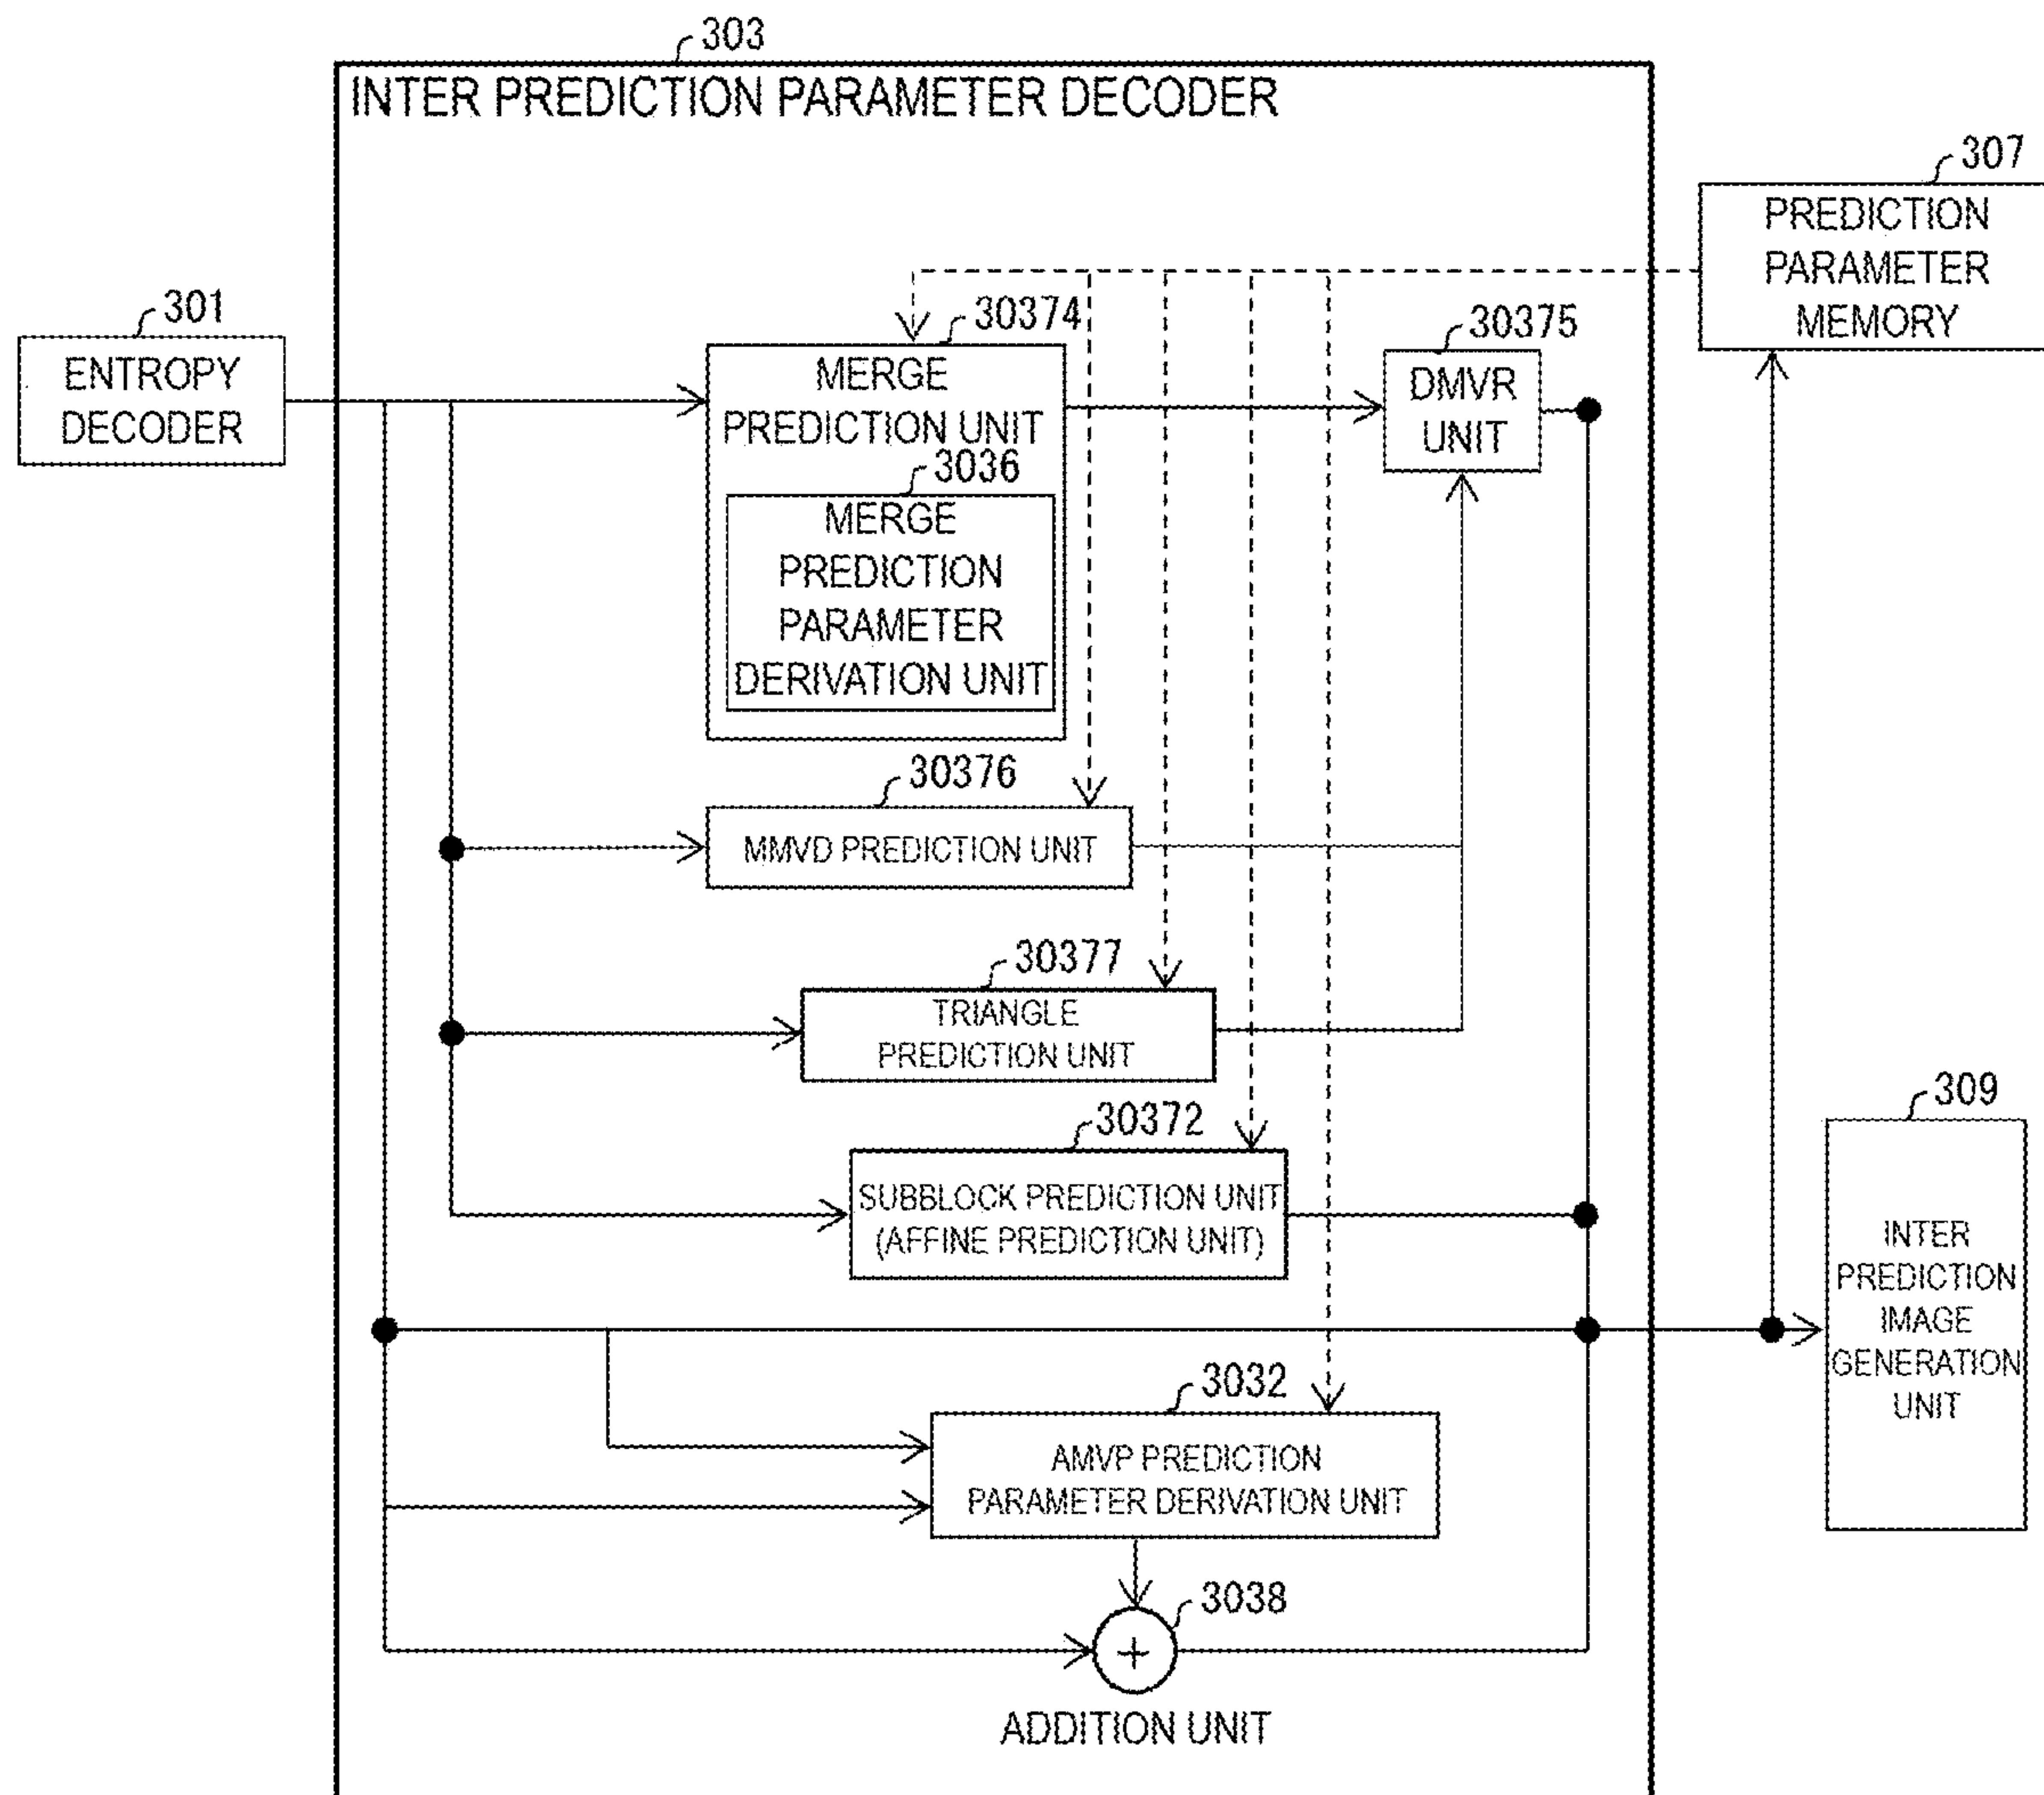 303
INTER PREDICTION PARAMETER DECODER
307
PREDICTION
PARAMETER
MEMORY
301
ENTROPY
DECODER
30374
MERGE
PREDICTION UNIT
3036
MERGE
PREDICTION
PARAMETER
DERIVATION UNIT
30375
DMVR
UNIT
30376
MMVD PREDICTION UNIT
30377
TRIANGLE
PREDICTION UNIT
30372
SUBBLOCK PREDICTION UNIT
(AFFINE PREDICTION UNIT)
309
INTER
PREDICTION
IMAGE
GENERATION
UNIT
3032
AMVP PREDICTION
PARAMETER DERIVATION UNIT
3038
+
ADDITION UNIT